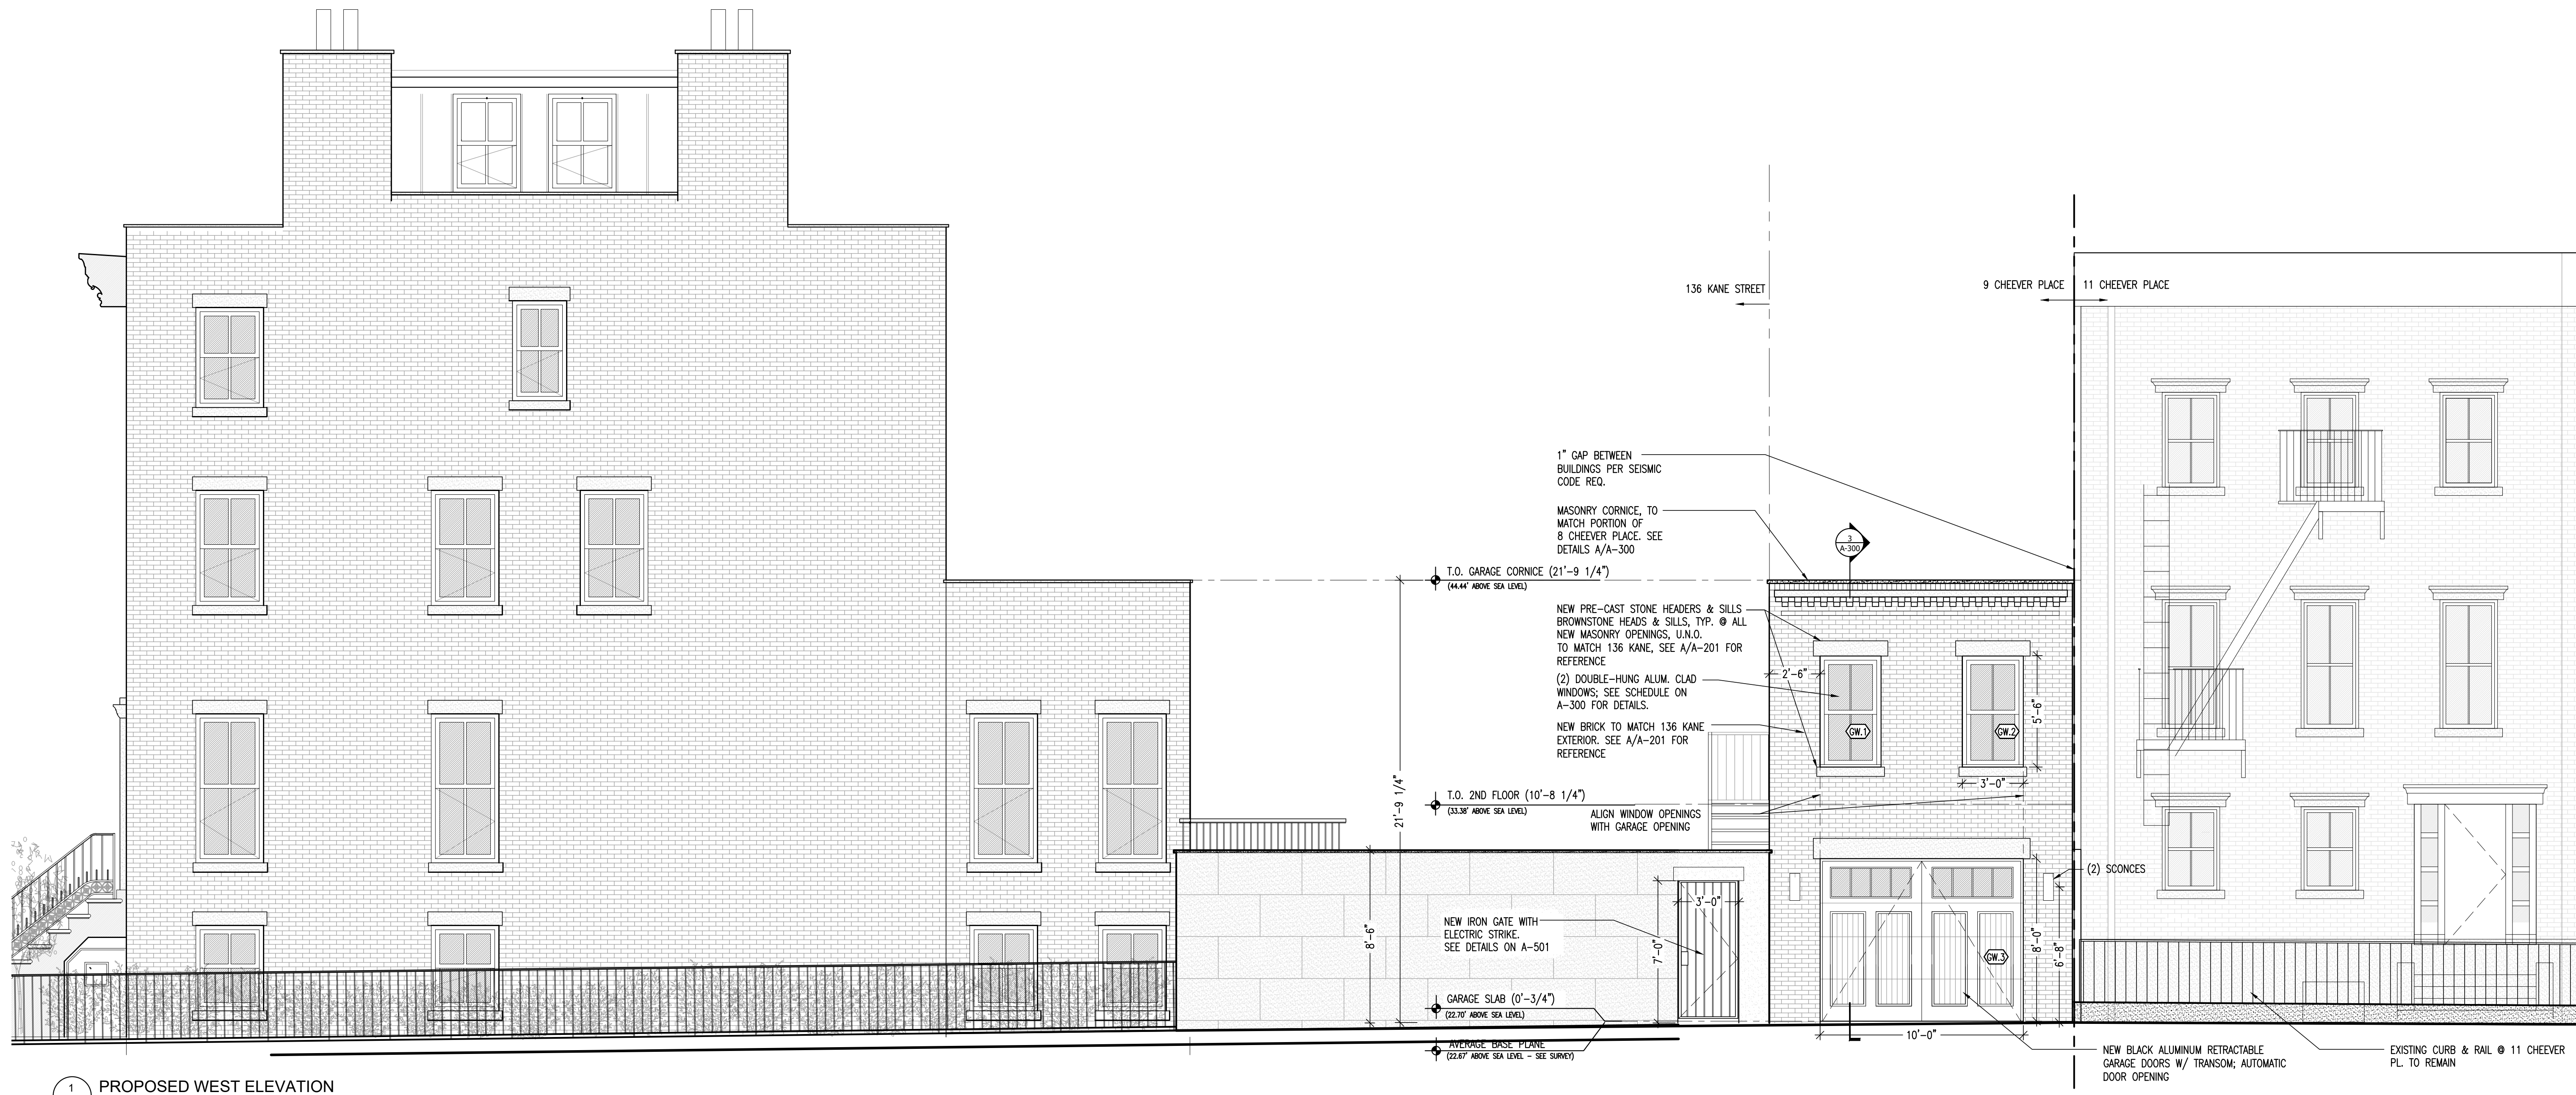 136 KANE STREET
9 CHEEVER PLACE
11 CHEEVER PLACE
1" GAP BETWEEN
BUILDINGS PER SEISMIC
CODE REQ.
MASONRY CORNICE, TO
MATCH PORTION OF
8 CHEEVER PLACE. SEE
DETAILS A/A-300
3
A-300
T.O. GARAGE CORNICE (21'-9 1/4")
(44.44' ABOVE SEA LEVEL)
NEW PRE-CAST STONE HEADERS & SILLS
BROWNSTONE HEADS & SILLS, TYP. @ ALL
NEW MASONRY OPENINGS, U.N.O.
TO MATCH 136 KANE, SEE A/A-201 FOR
REFERENCE
2'-6"
(2) DOUBLE-HUNG ALUM. CLAD
WINDOWS; SEE SCHEDULE ON
A-300 FOR DETAILS.
5'-6"
NEW BRICK TO MATCH 136 KANE
EXTERIOR. SEE A/A-201 FOR
REFERENCE
GW.1
GW.2
3'-0"
21'-9 1/4"
T.O. 2ND FLOOR (10'-8 1/4")
(33.38' ABOVE SEA LEVEL)
ALIGN WINDOW OPENINGS
WITH GARAGE OPENING
(2) SCONCES
3'-0"
NEW IRON GATE WITH
ELECTRIC STRIKE.
SEE DETAILS ON A-501
8'-6"
7'-0"
8'-0"
6'-8"
GW.3
GARAGE SLAB (0'-3/4")
(22.70' ABOVE SEA LEVEL)
10'-0"
AVERAGE BASE PLANE
(22.67' ABOVE SEA LEVEL - SEE SURVEY)
NEW BLACK ALUMINUM RETRACTABLE
GARAGE DOORS W/ TRANSOM; AUTOMATIC
DOOR OPENING
EXISTING CURB & RAIL @ 11 CHEEVER
PL. TO REMAIN
1
PROPOSED WEST ELEVATION